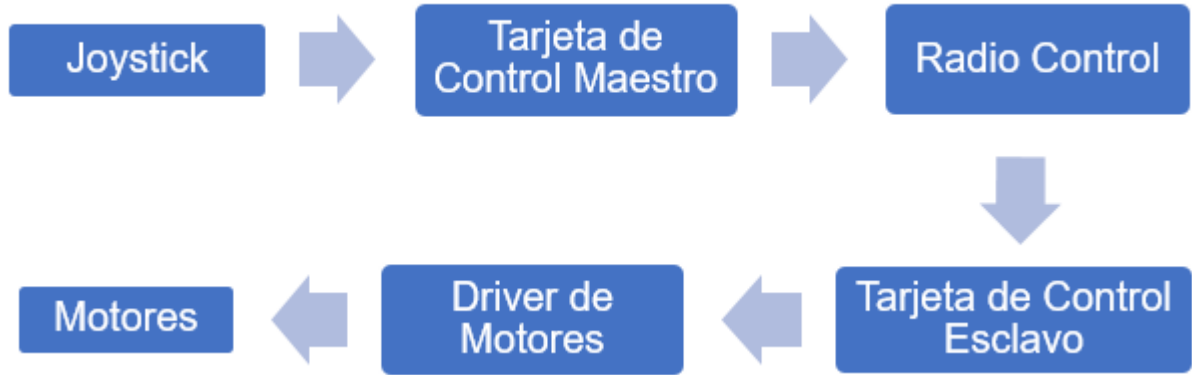 Joystick
Tarjeta de
Control Maestro
Radio Control
Tarjeta de Control
Esclavo
Driver de
Motores
Motores